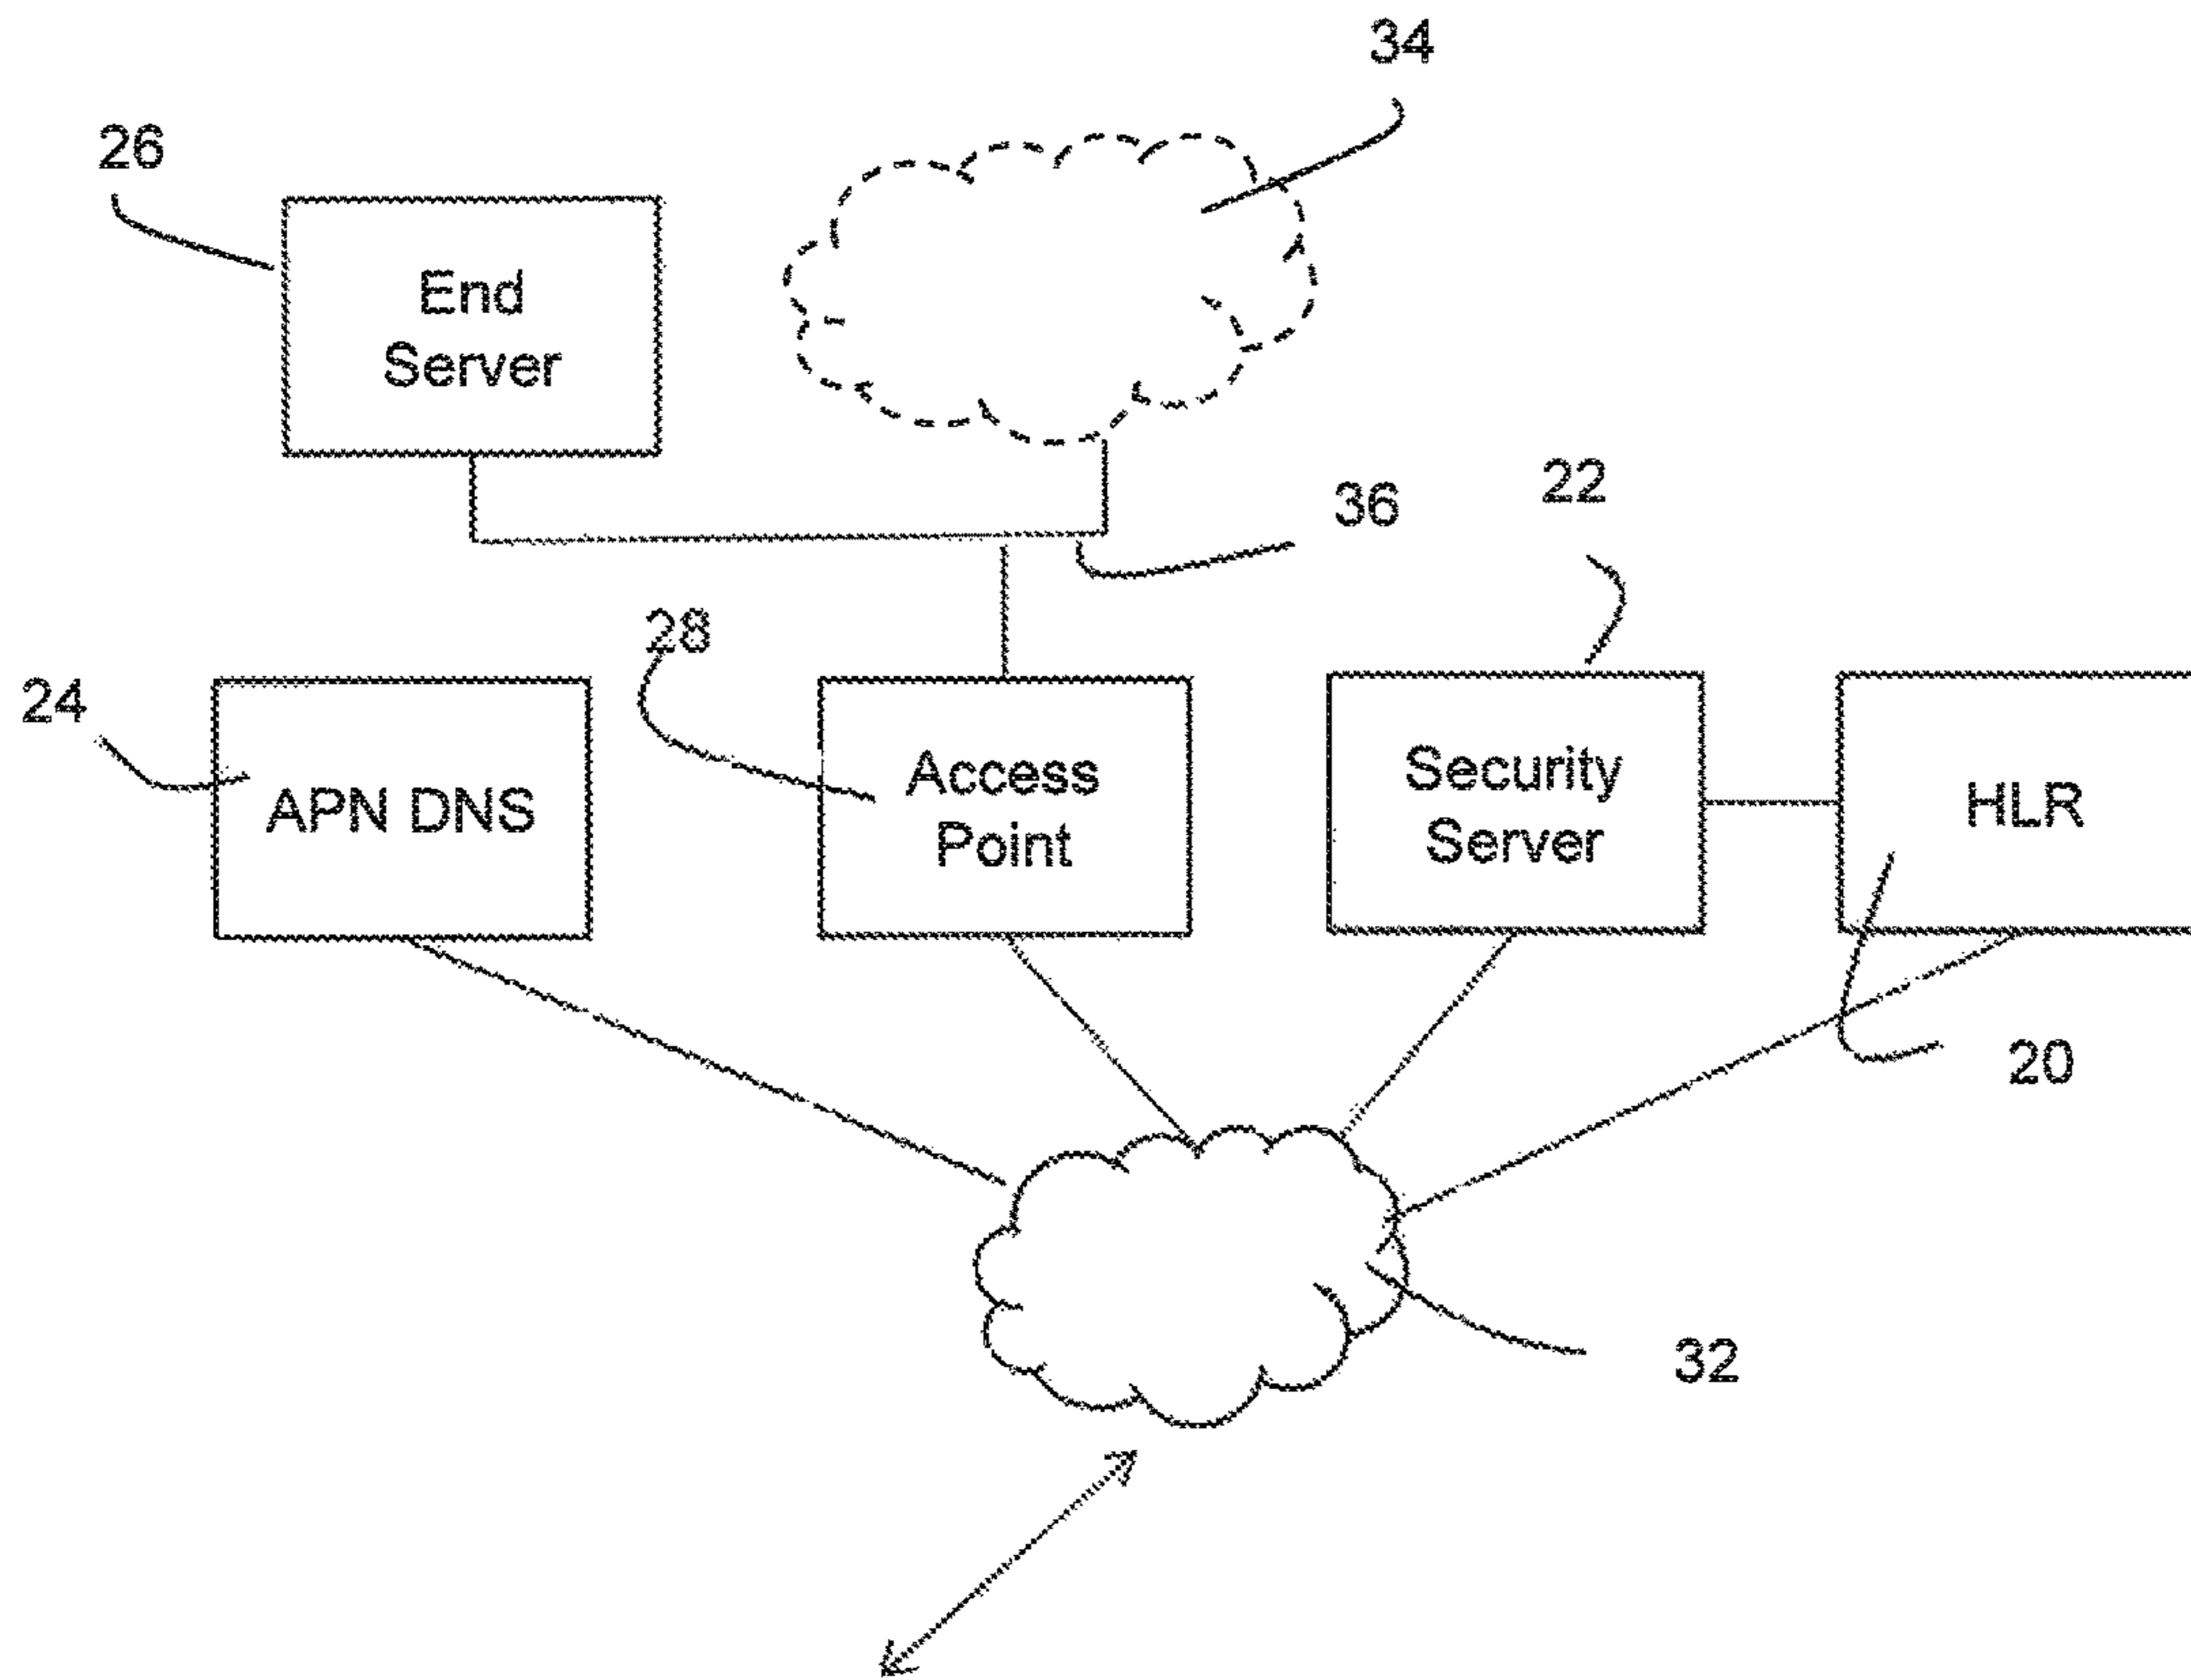 34
26
End
Server
36
22
28
24
APN DNS
Access
Point
Security
Server
HLR
20
32